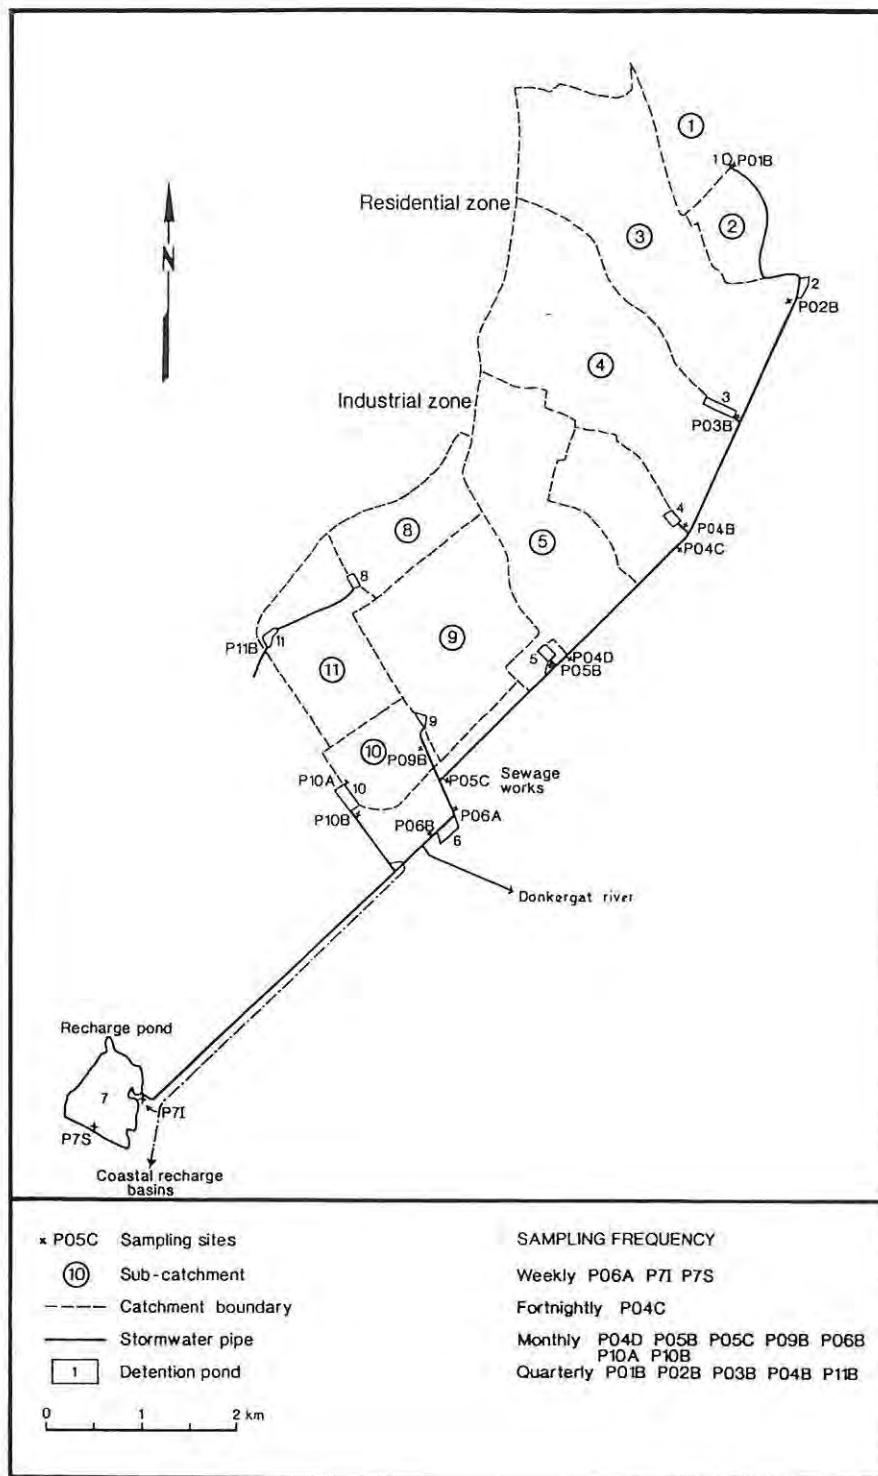 1
1 P01B
Residential zone
3
2
N
2
P02B
4
Industrial zone
3
P03B
8
4
P04B
5
P04C
8
9
P11B
11
11
5
P04D
P05B
9
10
P09B
P10A
10
P05C
Sewage
works
P10B
P06B
P06A
6
Donkergat river
Recharge pond
7
P7I
P7S
Coastal recharge
basins
P05C Sampling sites
10 Sub-catchment
Catchment boundary
Stormwater pipe
1 Detention pond
0 1 2 km
SAMPLING FREQUENCY
Weekly P06A P7I P7S
Fortnightly P04C
Monthly P04D P05B P05C P09B P06B
P10A P10B
Quarterly P01B P02B P03B P04B P11B